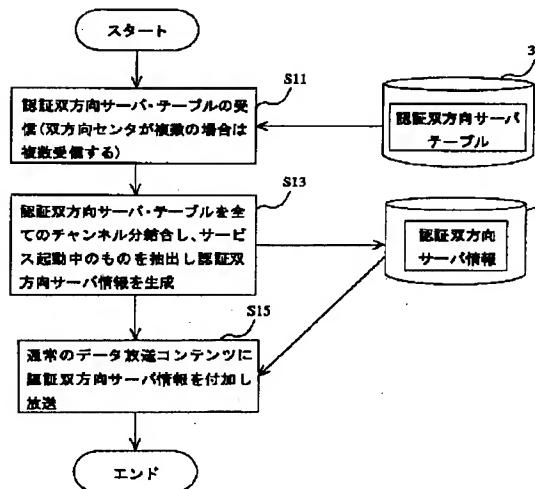 スタート
S11
認証双方向サーバ・テーブルの受
信(双方向センタが複数の場合は
複数受信する)
3
認証双方向サーバ
テーブル
S13
認証双方向サーバ・テーブルを全
てのチャンネル分結合し、サービ
ス起動中のものを抽出し認証双
方向サーバ情報を生成
認証双方向
サーバ情報
S15
通常のデータ放送コンテンツに
認証双方向サーバ情報を付加し
放送
エンド